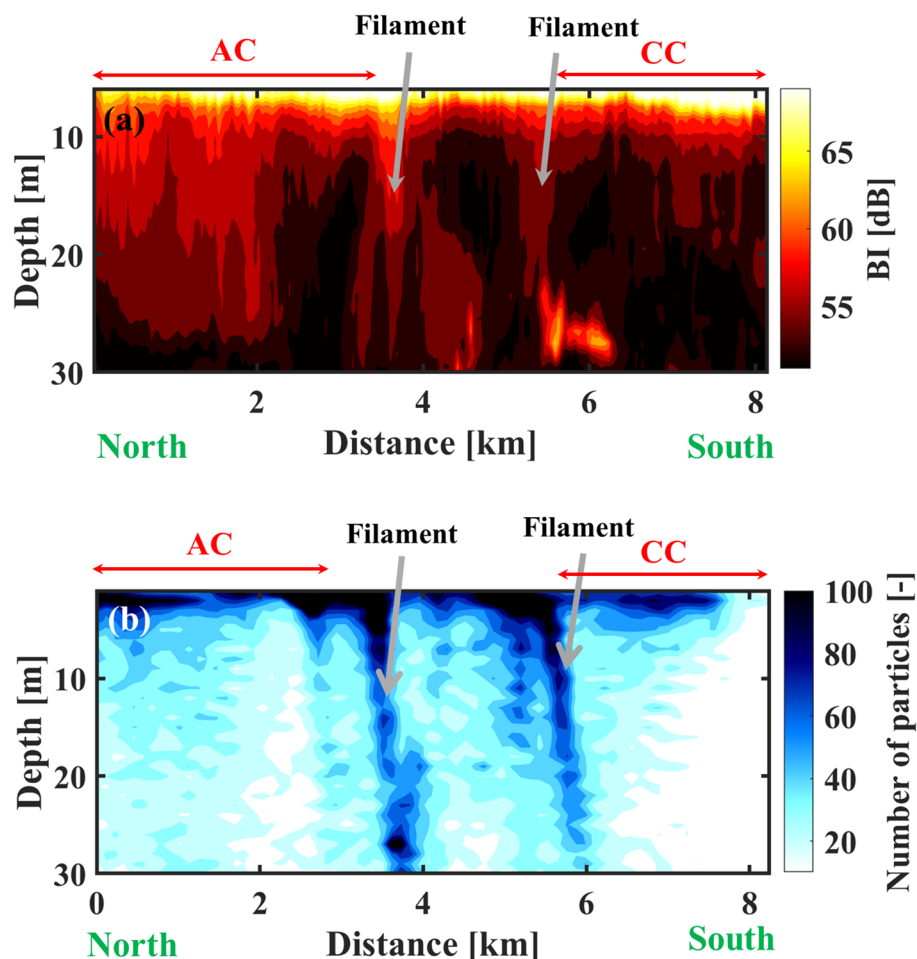 Filament
Filament
AC
CC
(a)
10
20
30
Depth [m]
2
4
6
8
North
Distance [km]
South
65
60
55
BI [dB]
Filament
Filament
AC
CC
(b)
10
20
30
Depth [m]
0
2
4
6
8
North
Distance [km]
South
100
80
60
40
20
Number of particles [-]